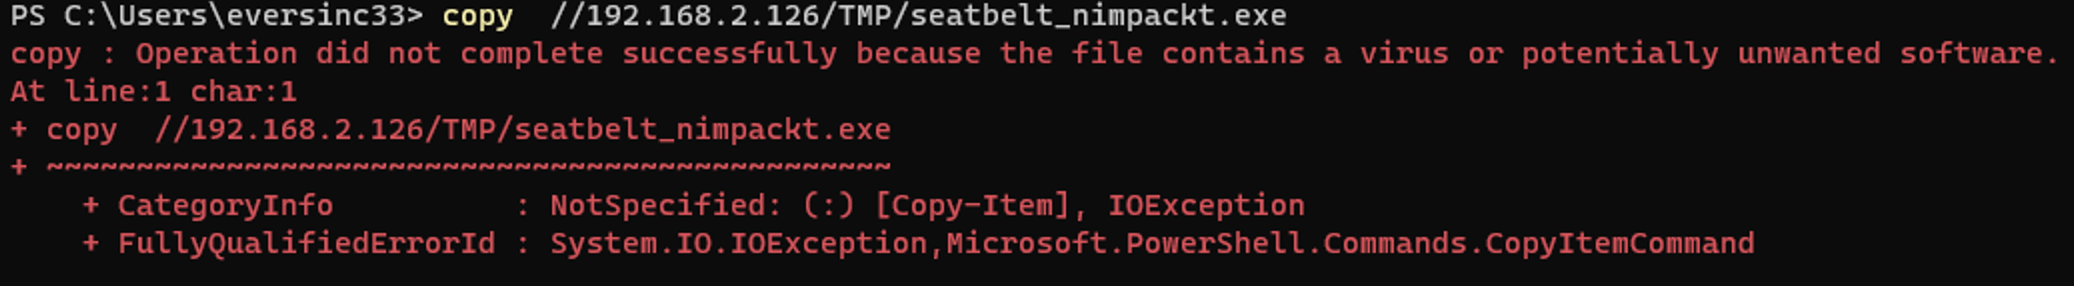 PS C:\Users\eversinc33> copy  //192.168.2.126/TMP/seatbelt_nimpackt.exe
copy : Operation did not complete successfully because the file contains a virus or potentially unwanted software.
At line:1 char:1
+ copy  //192.168.2.126/TMP/seatbelt_nimpackt.exe
+ ~~~~~~~~~~~~~~~~~~~~~~~~~~~~~~~~~~~~~~~~~~~~~~~
    + CategoryInfo          : NotSpecified: (:) [Copy-Item], IOException
    + FullyQualifiedErrorId : System.IO.IOException,Microsoft.PowerShell.Commands.CopyItemCommand